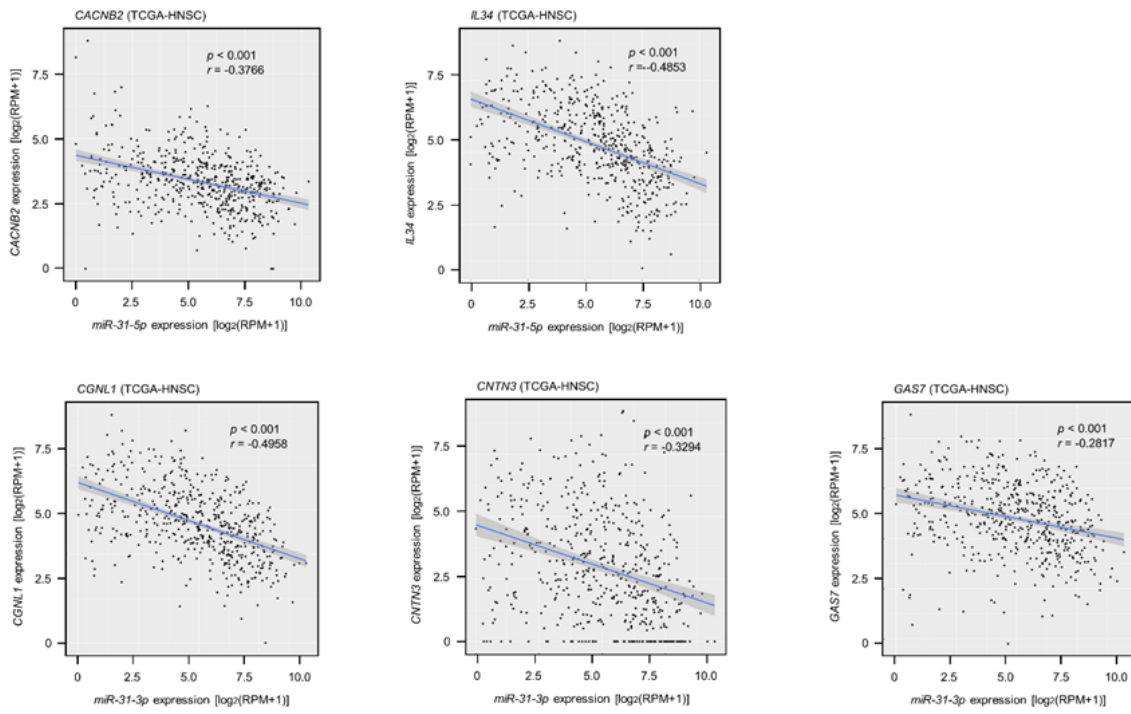 CACNB2 (TCGA-HNSC)
p < 0.001
r = -0.3766
7.5
5.0
2.5
0
CACNB2 expression [log2(RPM+1)]
0 2.5 5.0 7.5 10.0
miR-31-5p expression [log2(RPM+1)]
IL34 (TCGA-HNSC)
p < 0.001
r =--0.4853
7.5
5.0
2.5
0
IL34 expression [log2(RPM+1)]
0 2.5 5.0 7.5 10.0
miR-31-5p expression [log2(RPM+1)]
CGNL1 (TCGA-HNSC)
p < 0.001
r = -0.4958
7.5
5.0
2.5
0
CGNL1 expression [log2(RPM+1)]
0 2.5 5.0 7.5 10.0
miR-31-3p expression [log2(RPM+1)]
CNTN3 (TCGA-HNSC)
p < 0.001
r = -0.3294
7.5
5.0
2.5
0
CNTN3 expression [log2(RPM+1)]
0 2.5 5.0 7.5 10.0
miR-31-3p expression [log2(RPM+1)]
GAS7 (TCGA-HNSC)
p < 0.001
r = -0.2817
7.5
5.0
2.5
0
GAS7 expression [log2(RPM+1)]
0 2.5 5.0 7.5 10.0
miR-31-3p expression [log2(RPM+1)]